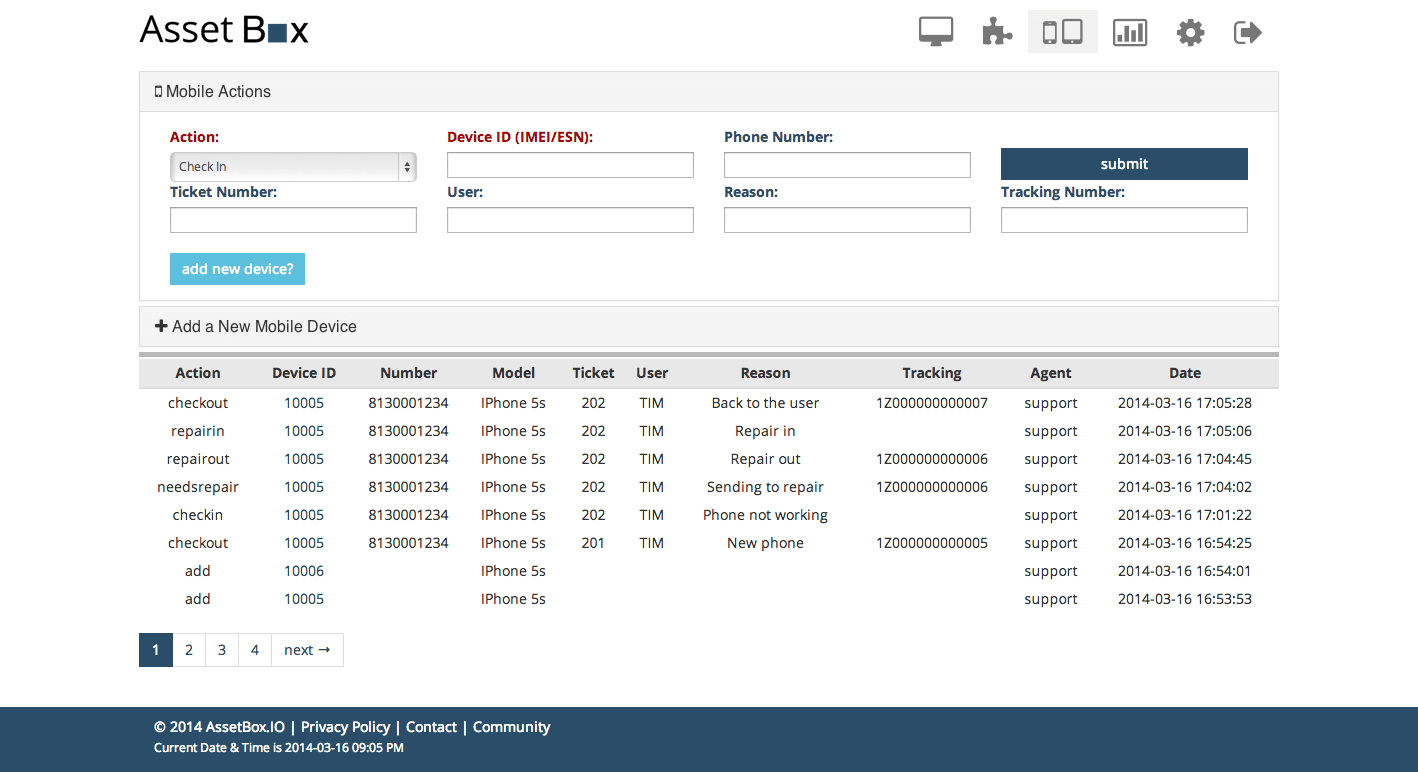 Asset Box
Mobile Actions
Action: Device ID (IMEI/ESN): Phone Number:
Check In submit
Ticket Number: User: Reason: Tracking Number:
add new device?
Add a New Mobile Device
Action Device ID Number Model Ticket User Reason Tracking Agent Date
checkout 10005 8130001234 IPhone 5s 202 TIM Back to the user 1Z000000000007 support 2014-03-16 17:05:28
repairin 10005 8130001234 IPhone 5s 202 TIM Repair in support 2014-03-16 17:05:06
repairout 10005 8130001234 IPhone 5s 202 TIM Repair out 1Z000000000006 support 2014-03-16 17:04:45
needsrepair 10005 8130001234 IPhone 5s 202 TIM Sending to repair 1Z000000000006 support 2014-03-16 17:04:02
checkin 10005 8130001234 IPhone 5s 202 TIM Phone not working support 2014-03-16 17:01:22
checkout 10005 8130001234 IPhone 5s 201 TIM New phone 1Z000000000005 support 2014-03-16 16:54:25
add 10006 IPhone 5s support 2014-03-16 16:54:01
add 10005 IPhone 5s support 2014-03-16 16:53:53
1 2 3 4 next →
© 2014 AssetBox.IO | Privacy Policy | Contact | Community
Current Date & Time is 2014-03-16 09:05 PM